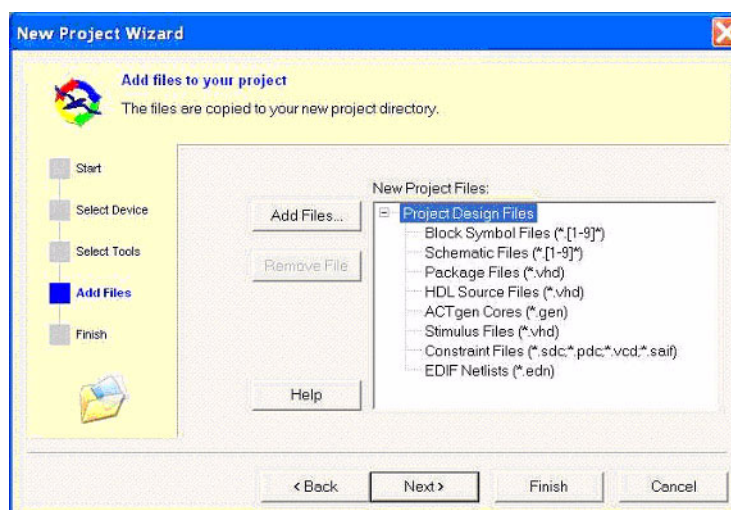 New Project Wizard
Add files to your project
The files are copied to your new project directory.
Start
Select Device
Select Tools
Add Files
Finish
Add Files...
Remove File
Help
New Project Files:
Project Design Files
Block Symbol Files (*.[1-9]*)
Schematic Files (*.[1-9]*)
Package Files (*.vhd)
HDL Source Files (*.vhd)
ACTgen Cores (*.gen)
Stimulus Files (*.vhd)
Constraint Files (*.sdc;*.pdc;*.vcd;*.saif)
EDIF Netlists (*.edn)
< Back
Next >
Finish
Cancel